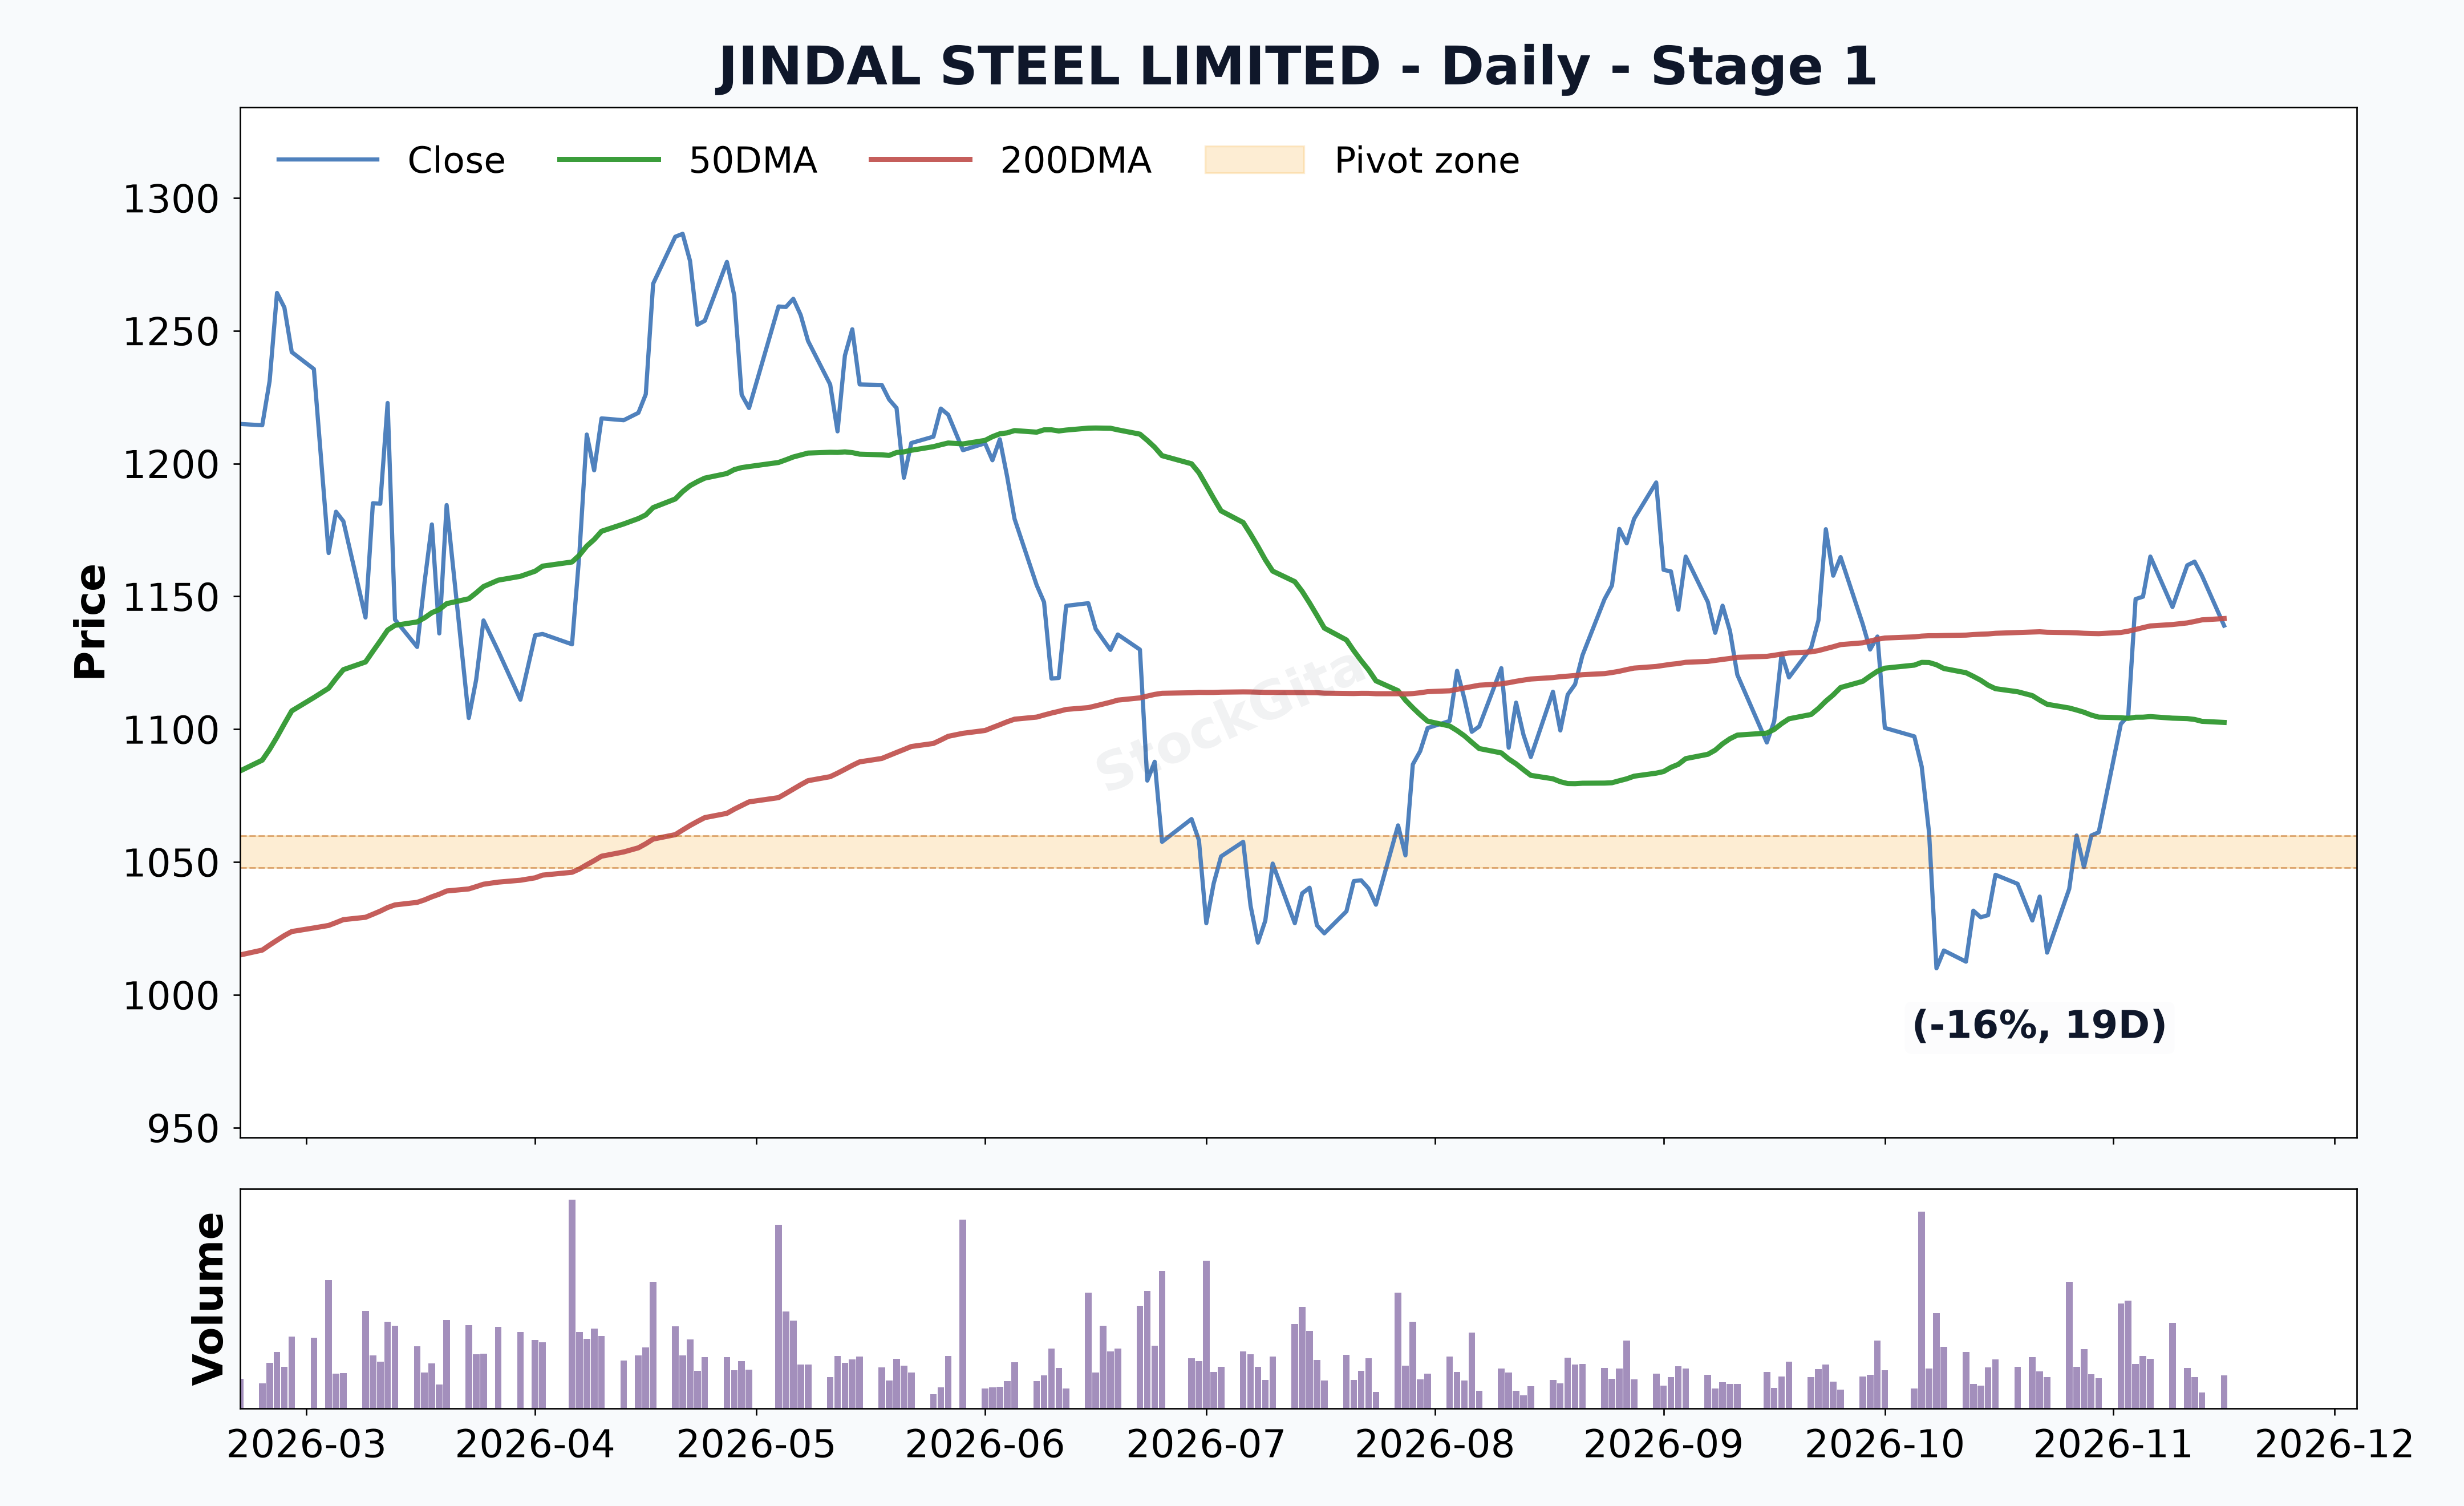 JINDAL STEEL LIMITED - Daily - Stage 1
Close 50DMA 200DMA Pivot zone
Price
1300
1250
1200
1150
1100
1050
1000
950
StockGita
(-16%, 19D)
Volume
2026-03 2026-04 2026-05 2026-06 2026-07 2026-08 2026-09 2026-10 2026-11 2026-12